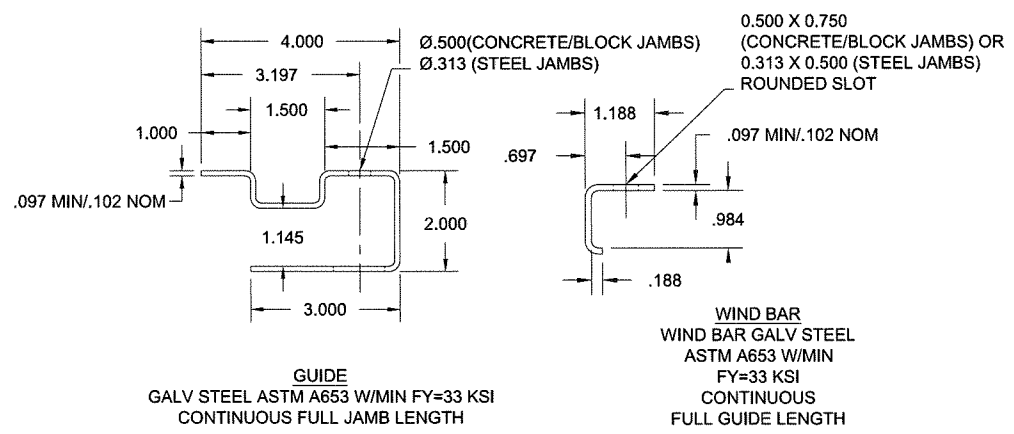 4.000
3.197
1.500
1.000
1.500
Ø.500(CONCRETE/BLOCK JAMBS)
Ø.313 (STEEL JAMBS)
.097 MIN/.102 NOM
1.145
2.000
3.000
GUIDE
GALV STEEL ASTM A653 W/MIN FY=33 KSI
CONTINUOUS FULL JAMB LENGTH
0.500 X 0.750
(CONCRETE/BLOCK JAMBS) OR
0.313 X 0.500 (STEEL JAMBS)
ROUNDED SLOT
1.188
.697
.097 MIN/.102 NOM
.984
.188
WIND BAR
WIND BAR GALV STEEL
ASTM A653 W/MIN
FY=33 KSI
CONTINUOUS
FULL GUIDE LENGTH